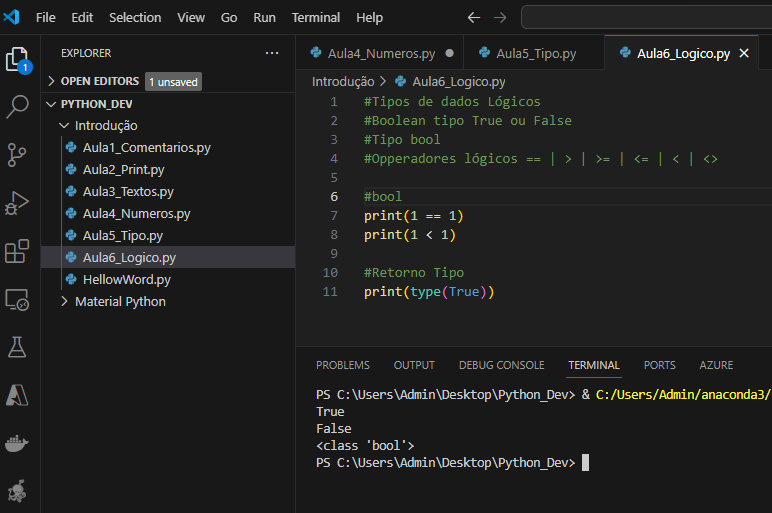 File Edit Selection View Go Run Terminal Help
EXPLORER
OPEN EDITORS 1 unsaved
PYTHON_DEV
Introdução
Aula1_Comentarios.py
Aula2_Print.py
Aula3_Textos.py
Aula4_Numeros.py
Aula5_Tipo.py
Aula6_Logico.py
HellowWord.py
Material Python
1
Aula4_Numeros.py Aula5_Tipo.py Aula6_Logico.py
Introdução > Aula6_Logico.py
1 #Tipos de dados Lógicos
2 #Boolean tipo True ou False
3 #Tipo bool
4 #Opperadores lógicos == | > | >= | <= | < | <>
5
6 #bool
7 print(1 == 1)
8 print(1 < 1)
9
10 #Retorno Tipo
11 print(type(True))
PROBLEMS OUTPUT DEBUG CONSOLE TERMINAL PORTS AZURE
PS C:\Users\Admin\Desktop\Python_Dev> & C:/Users/Admin/anaconda3/
True
False
<class 'bool'>
PS C:\Users\Admin\Desktop\Python_Dev>